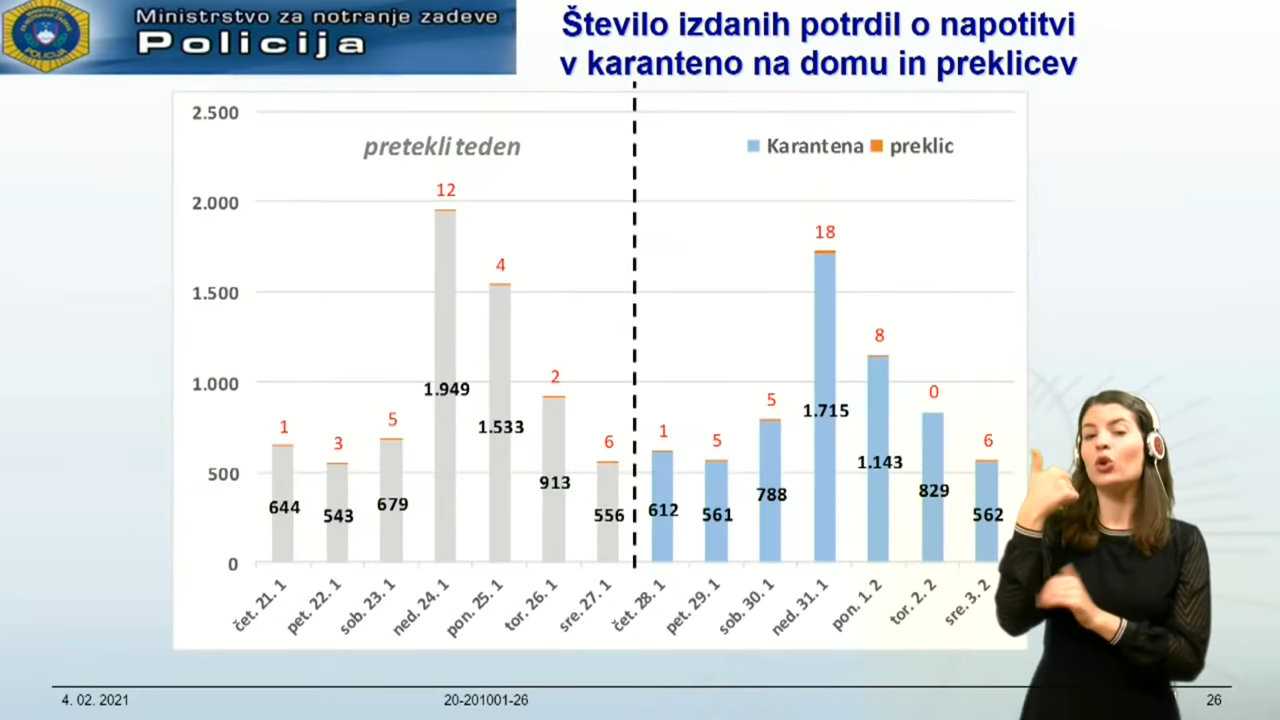 Ministrstvo za notranje zadeve
Policija
Število izdanih potrdil o napotitvi
v karanteno na domu in preklicev
2.500
2.000
1.500
1.000
500
0
pretekli teden
Karantena preklic
1
3
5
12
4
2
6
1
5
5
18
8
0
6
644
543
679
1.949
1.533
913
556
612
561
788
1.715
1.143
829
562
čet. 21. 1
pet. 22. 1
sob. 23. 1
ned. 24. 1
pon. 25. 1
tor. 26. 1
sre. 27. 1
čet. 28. 1
pet. 29. 1
sob. 30. 1
ned. 31. 1
pon. 1. 2
tor. 2. 2
sre. 3. 2
4. 02. 2021
20-201001-26
26